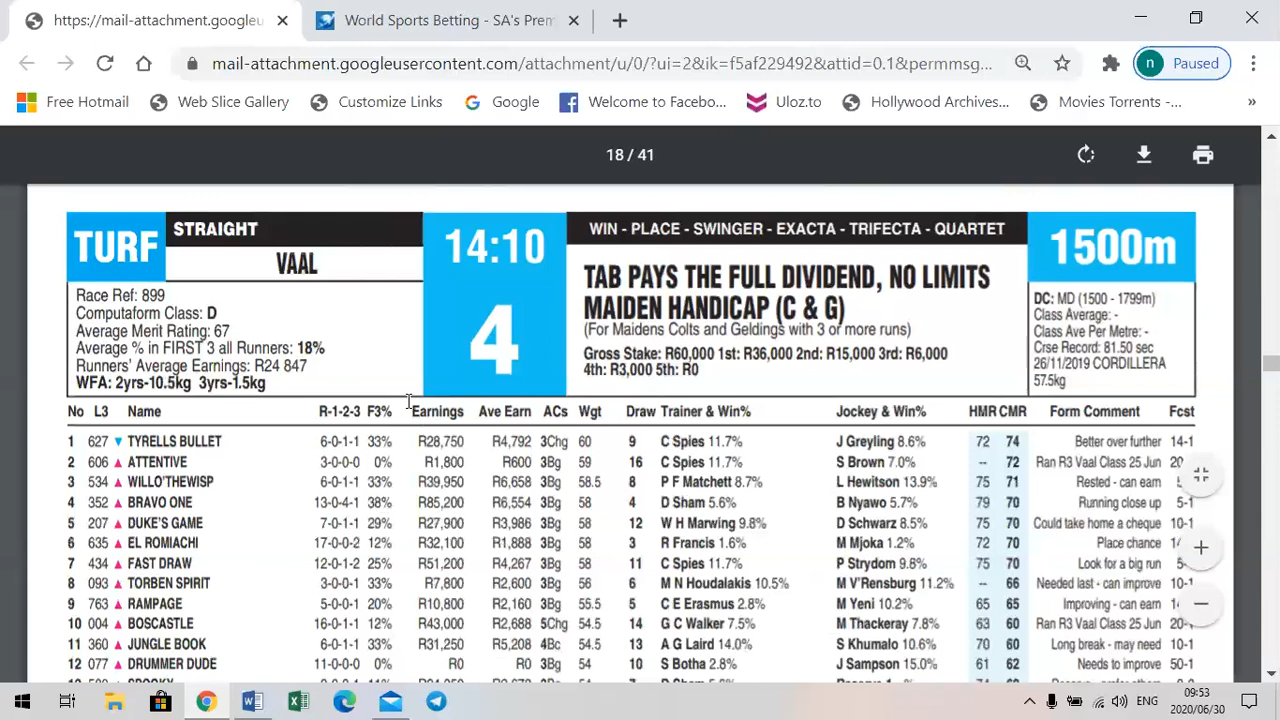 https://mail-attachment.googleu
World Sports Betting - SA's Prem
mail-attachment.googleusercontent.com/attachment/u/0/?ui=2&ik=f5af229492&attid=0.1&permmsg...
n Paused
Free Hotmail Web Slice Gallery Customize Links Google Welcome to Facebo... Uloz.to Hollywood Archives... Movies Torrents -... »
18 / 41
TURF STRAIGHT
VAAL
14:10
4
WIN - PLACE - SWINGER - EXACTA - TRIFECTA - QUARTET
1500m
TAB PAYS THE FULL DIVIDEND, NO LIMITS
MAIDEN HANDICAP (C & G)
(For Maidens Colts and Geldings with 3 or more runs)
Gross Stake: R60,000 1st: R36,000 2nd: R15,000 3rd: R6,000
4th: R3,000 5th: R0
Race Ref: 899
Computaform Class: D
Average Merit Rating: 67
Average % in FIRST 3 all Runners: 18%
Runners' Average Earnings: R24 847
WFA: 2yrs-10.5kg 3yrs-1.5kg
DC: MD (1500 - 1799m)
Class Average: -
Class Ave Per Metre: -
Crse Record: 81.50 sec
26/11/2019 CORDILLERA
57.5kg
No L3 Name R-1-2-3 F3% Earnings Ave Earn ACs Wgt Draw Trainer & Win% Jockey & Win% HMR CMR Form Comment Fcst
1 627 ▼ TYRELLS BULLET 6-0-1-1 33% R28,750 R4,792 3Chg 60 9 C Spies 11.7% J Greyling 8.6% 72 74 Better over further 14-1
2 606 ▲ ATTENTIVE 3-0-0-0 0% R1,800 R600 3Bg 59 16 C Spies 11.7% S Brown 7.0% -- 72 Ran R3 Vaal Class 25 Jun 20-
3 534 ▲ WILLO'THEWISP 6-0-0-1 33% R39,950 R6,658 3Bg 58.5 8 P F Matchett 8.7% L Hewitson 13.9% 75 71 Rested - can earn
4 352 ▲ BRAVO ONE 13-0-4-1 38% R85,200 R6,554 3Bg 58 4 D Sham 5.6% B Nyawo 5.7% 79 70 Running close up 5-1
5 207 ▲ DUKE'S GAME 7-0-1-1 29% R27,900 R3,986 3Bg 58 12 W H Marwing 9.8% D Schwarz 8.5% 75 70 Could take home a cheque 10-1
6 635 ▲ EL ROMIACHI 17-0-0-2 12% R32,100 R1,888 3Bg 58 3 R Francis 1.6% M Mjoka 1.2% 72 70 Place chance
7 434 ▲ FAST DRAW 12-0-1-2 25% R51,200 R4,267 3Bg 58 11 C Spies 11.7% P Strydom 9.8% 75 70 Look for a big run
8 093 ▲ TORBEN SPIRIT 3-0-0-1 33% R7,800 R2,600 3Bg 56 6 M N Houdalakis 10.5% M V'Rensburg 11.2% -- 66 Needed last - can improve 10-1
9 763 ▲ RAMPAGE 5-0-0-1 20% R10,800 R2,160 3Bg 55.5 5 C E Erasmus 2.8% M Yeni 10.2% 65 65 Improving - can earn
10 004 ▲ BOSCASTLE 16-0-1-1 12% R43,000 R2,688 5Chg 54.5 14 G C Walker 7.5% M Thackeray 7.8% 63 60 Ran R3 Vaal Class 25 Jun 20-
11 360 ▲ JUNGLE BOOK 6-0-1-1 33% R31,250 R5,208 4Bc 54.5 13 A G Laird 14.0% S Khumalo 10.6% 70 60 Long break - may need 10-1
12 077 ▲ DRUMMER DUDE 11-0-0-0 0% R0 R0 3Bg 54 10 S Botha 2.8% J Sampson 15.0% 61 62 Needs to improve 50-1
ENG
09:53
2020/06/30